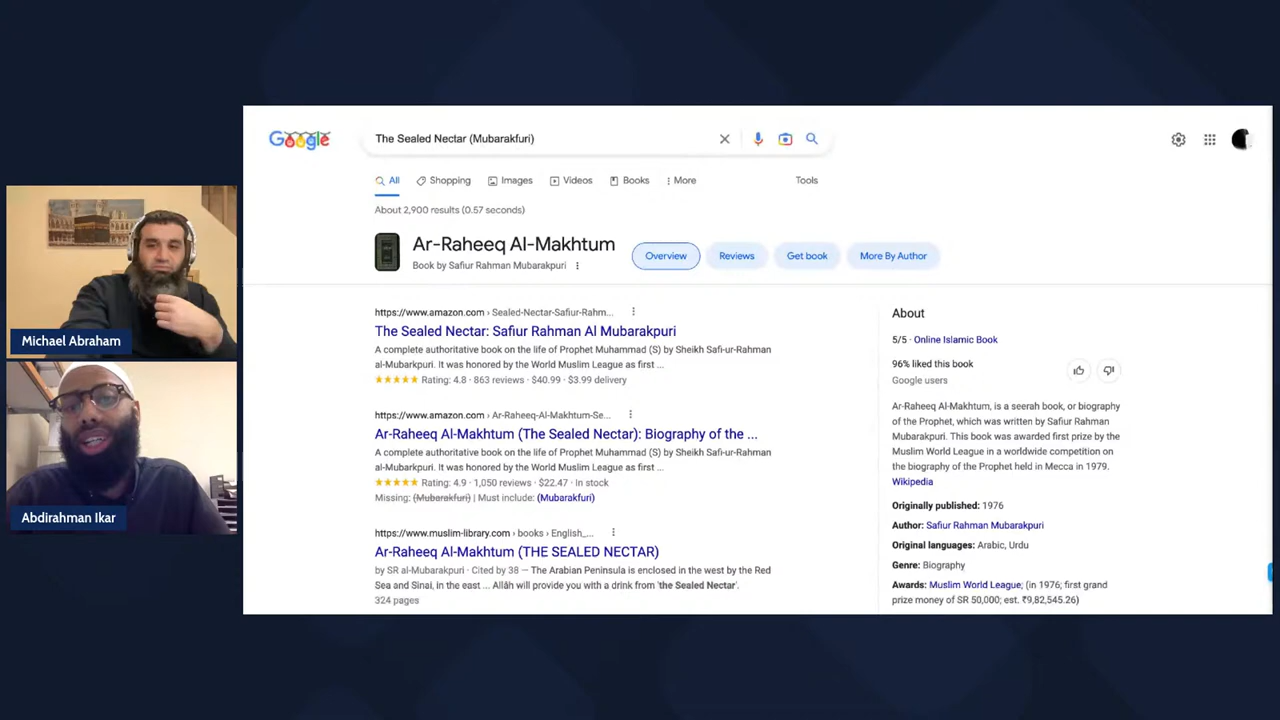 Google
The Sealed Nectar (Mubarakfuri)
All
Shopping
Images
Videos
Books
More
Tools
About 2,900 results (0.57 seconds)
Ar-Raheeq Al-Makhtum
Book by Safiur Rahman Mubarakpuri
Overview
Reviews
Get book
More By Author
https://www.amazon.com › Sealed-Nectar-Safiur-Rahm...
The Sealed Nectar: Safiur Rahman Al Mubarakpuri
A complete authoritative book on the life of Prophet Muhammad (S) by Sheikh Safi-ur-Rahman
al-Mubarkpuri. It was honored by the World Muslim League as first ...
Rating: 4.8 · 863 reviews · $40.99 · $3.99 delivery
https://www.amazon.com › Ar-Raheeq-Al-Makhtum-Se...
Ar-Raheeq Al-Makhtum (The Sealed Nectar): Biography of the ...
A complete authoritative book on the life of Prophet Muhammad (S) by Sheikh Safi-ur-Rahman
al-Mubarkpuri. It was honored by the World Muslim League as first ...
Rating: 4.9 · 1,050 reviews · $22.47 · In stock
Missing: (Mubarakfuri) | Must include: (Mubarakfuri)
https://www.muslim-library.com › books › English_...
Ar-Raheeq Al-Makhtum (THE SEALED NECTAR)
by SR al-Mubarakpuri · Cited by 38 — The Arabian Peninsula is enclosed in the west by the Red
Sea and Sinai, in the east ... Allâh will provide you with a drink from 'the Sealed Nectar'.
324 pages
About
5/5 · Online Islamic Book
96% liked this book
Google users
Ar-Raheeq Al-Makhtum, is a seerah book, or biography
of the Prophet, which was written by Safiur Rahman
Mubarakpuri. This book was awarded first prize by the
Muslim World League in a worldwide competition on
the biography of the Prophet held in Mecca in 1979.
Wikipedia
Originally published: 1976
Author: Safiur Rahman Mubarakpuri
Original languages: Arabic, Urdu
Genre: Biography
Awards: Muslim World League; (in 1976; first grand
prize money of SR 50,000; est. ₹9,82,545.26)
Michael Abraham
Abdirahman Ikar